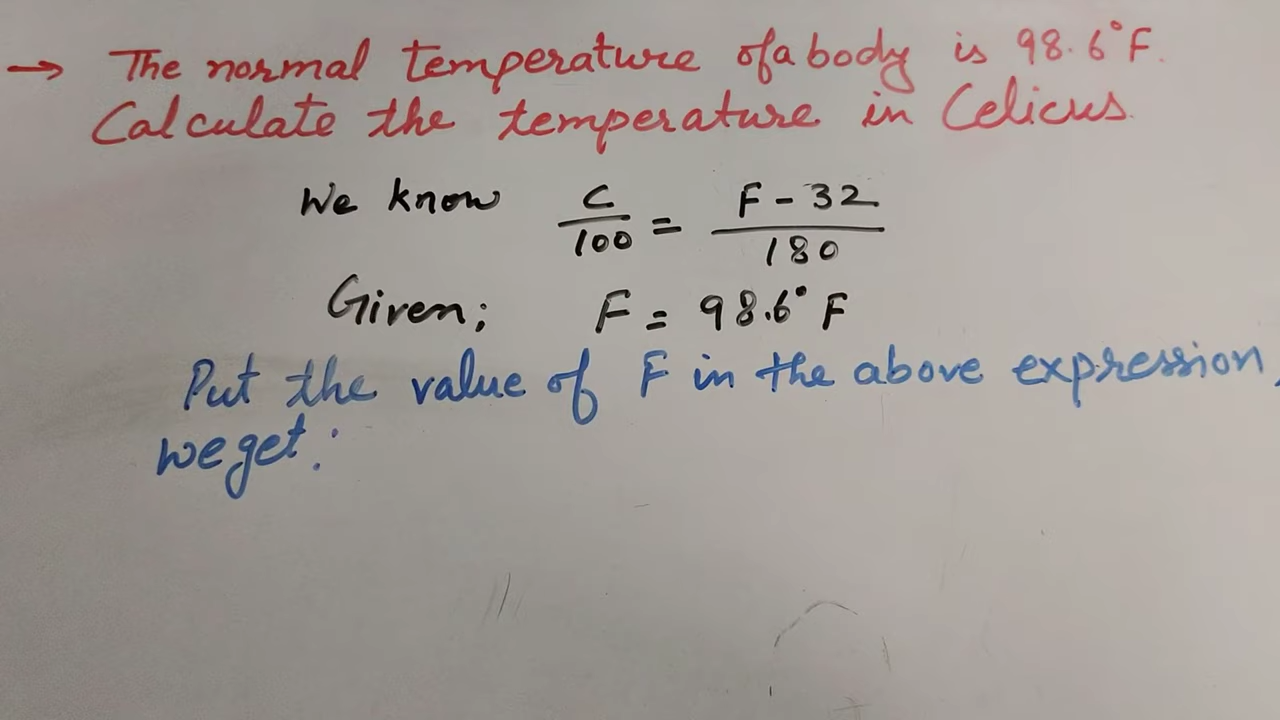 → The normal temperature of a body is 98.6°F.
Calculate the temperature in Celicus.
We know C/100 = F - 32/180
Given; F = 98.6° F
Put the value of F in the above expression,
we get: